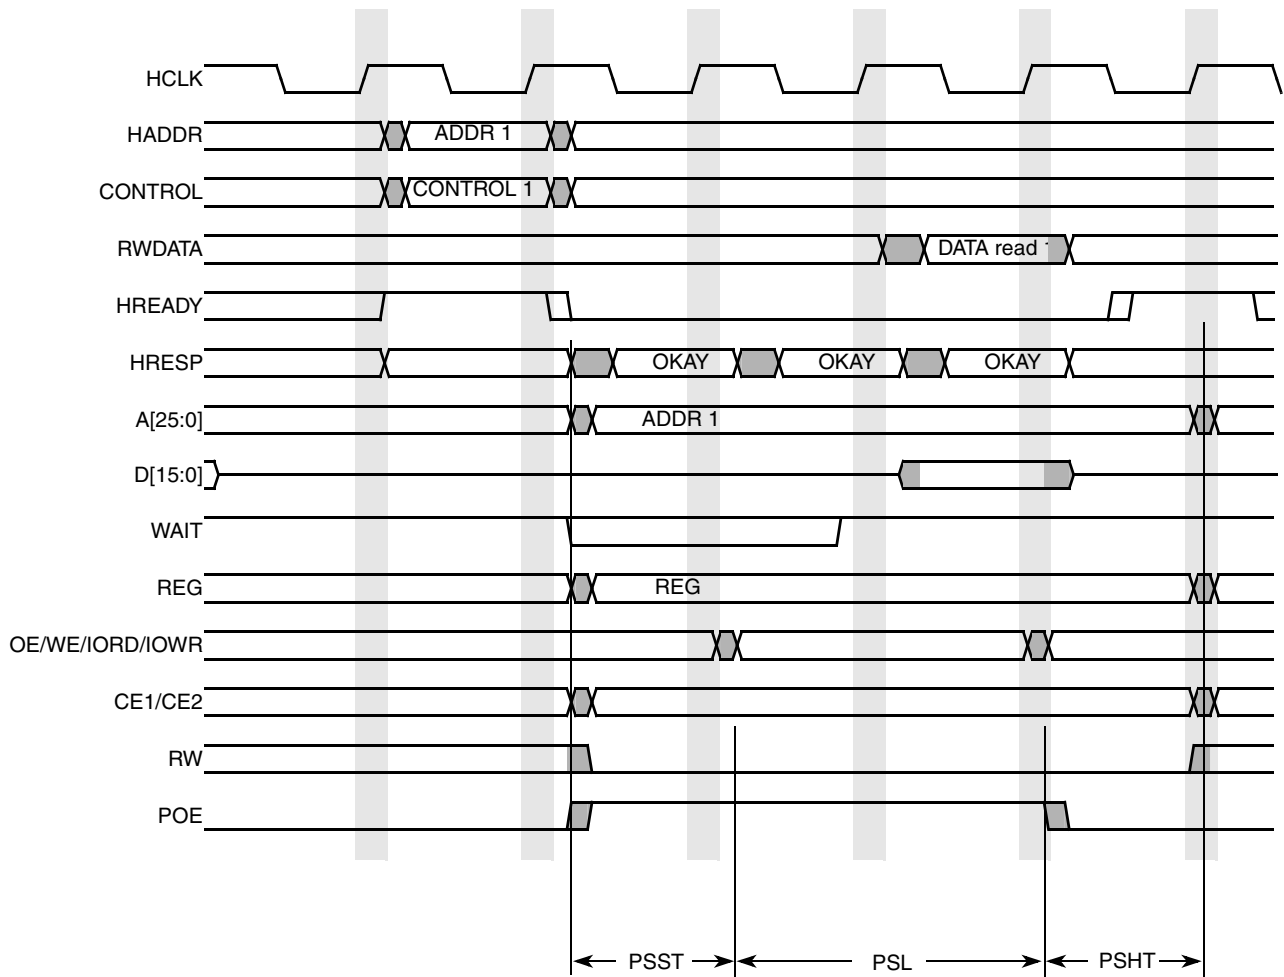 HCLK
HADDR
ADDR 1
CONTROL
CONTROL 1
RWDATA
DATA read 1
HREADY
HRESP
OKAY
OKAY
OKAY
A[25:0]
ADDR 1
D[15:0]
WAIT
REG
REG
OE/WE/IORD/IOWR
CE1/CE2
RW
POE
PSST
PSL
PSHT